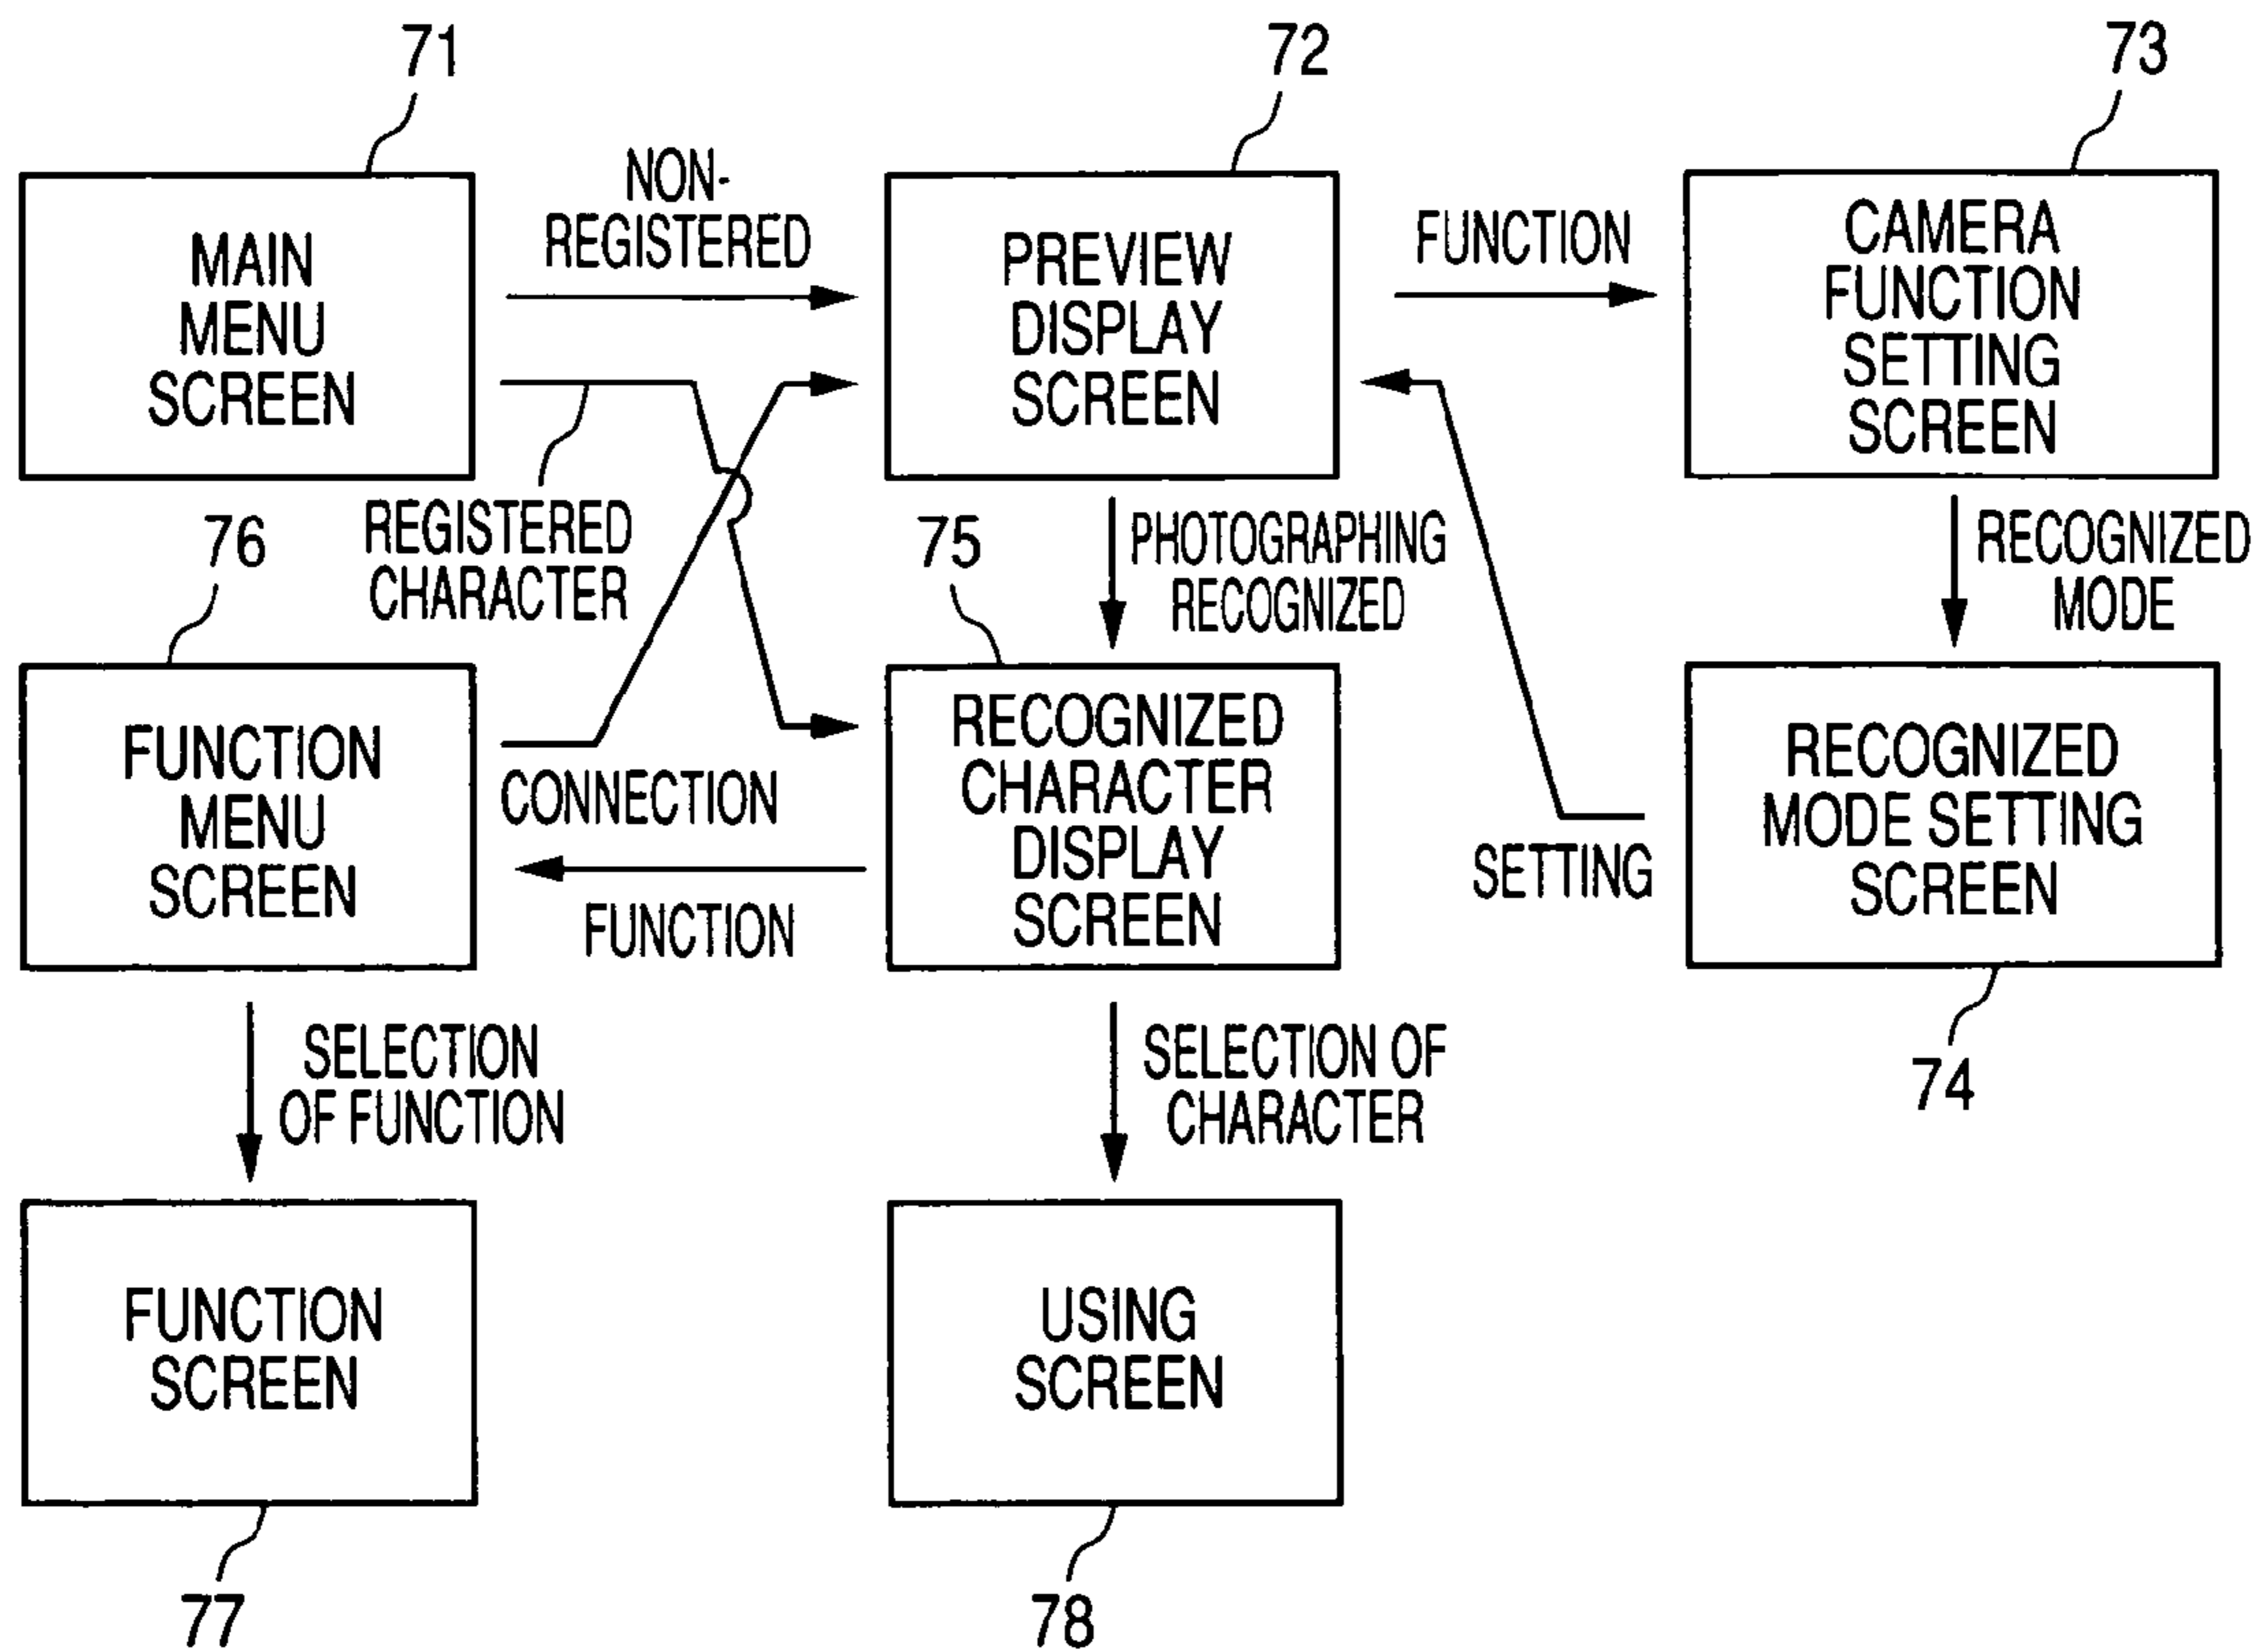 71
72
73
MAIN
MENU
SCREEN
NON-
REGISTERED
PREVIEW
DISPLAY
SCREEN
FUNCTION
CAMERA
FUNCTION
SETTING
SCREEN
REGISTERED
CHARACTER
PHOTOGRAPHING
RECOGNIZED
RECOGNIZED
MODE
76
75
FUNCTION
MENU
SCREEN
CONNECTION
FUNCTION
RECOGNIZED
CHARACTER
DISPLAY
SCREEN
SETTING
RECOGNIZED
MODE SETTING
SCREEN
74
SELECTION
OF FUNCTION
SELECTION OF
CHARACTER
FUNCTION
SCREEN
USING
SCREEN
77
78